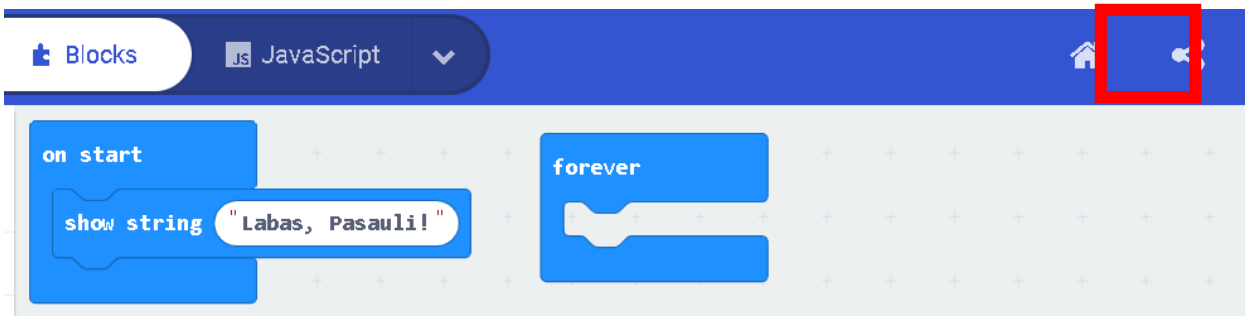 Blocks
JS JavaScript
on start
show string "Labas, Pasauli!"
forever